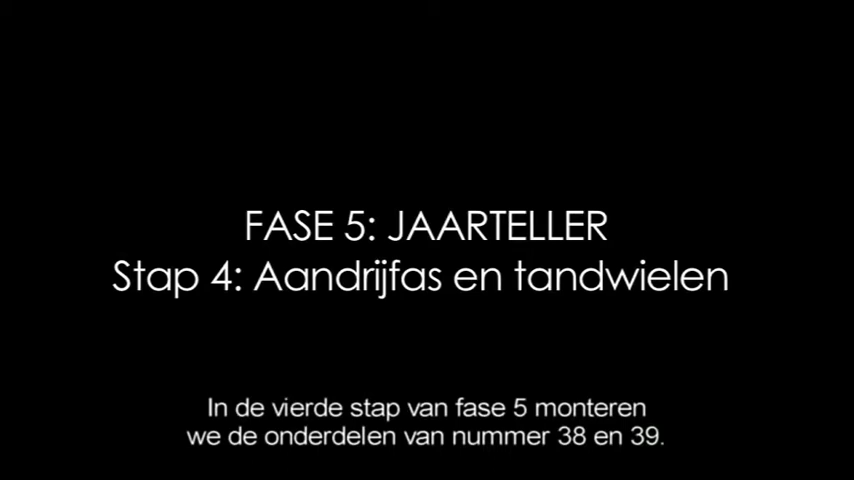 FASE 5: JAARTELLER
Stap 4: Aandrijfas en tandwielen
In de vierde stap van fase 5 monteren
we de onderdelen van nummer 38 en 39.